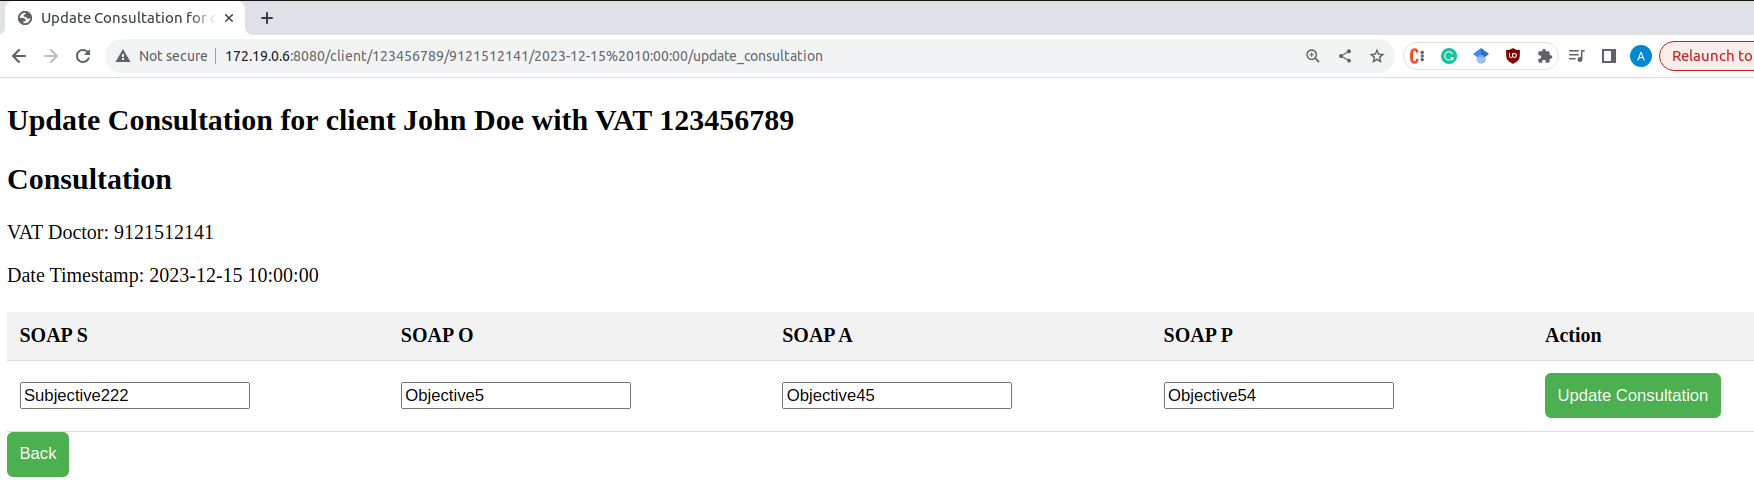 Update Consultation for c
Not secure 172.19.0.6:8080/client/123456789/9121512141/2023-12-15%2010:00:00/update_consultation A Relaunch to
Update Consultation for client John Doe with VAT 123456789
Consultation
VAT Doctor: 9121512141
Date Timestamp: 2023-12-15 10:00:00
SOAP S SOAP O SOAP A SOAP P Action
Subjective222 Objective5 Objective45 Objective54 Update Consultation
Back